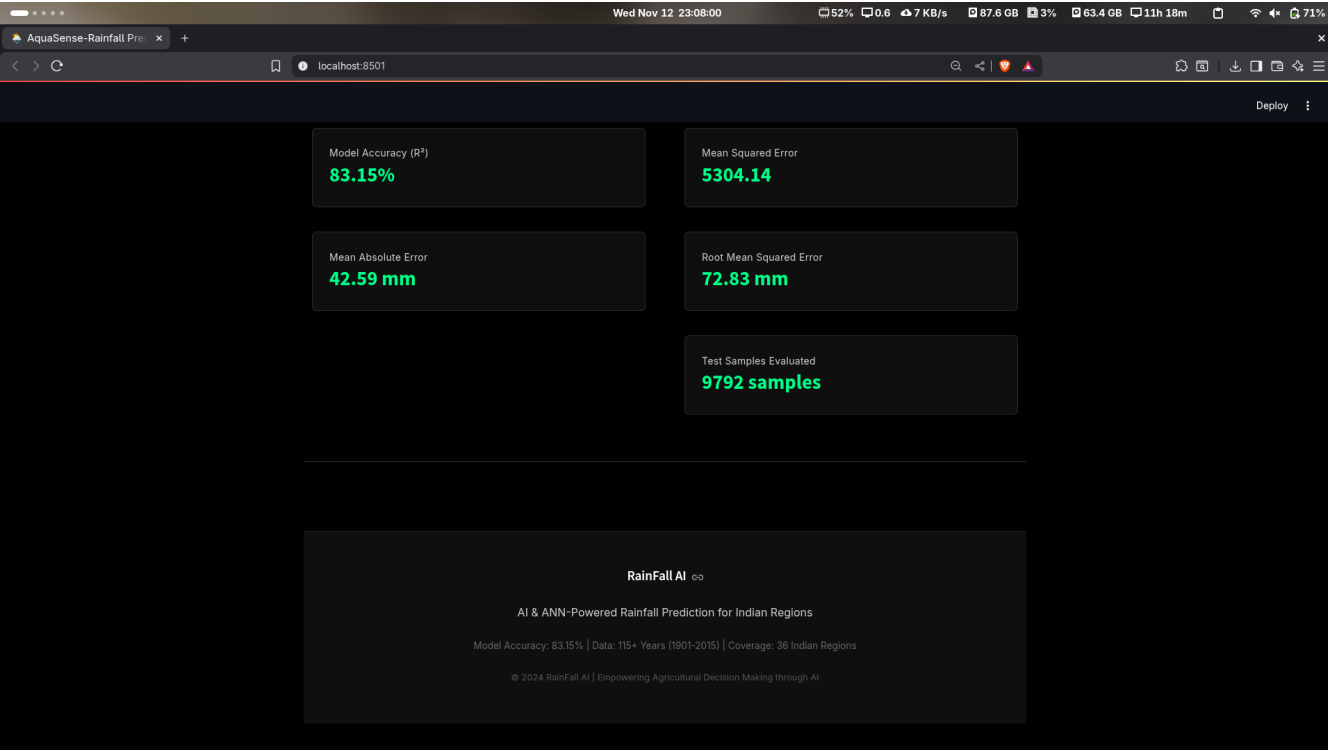 Wed Nov 12 23:08:00 52% 0.6 7 KB/s 87.6 GB 3% 63.4 GB 11h 18m 71%
AquaSense-Rainfall Pre
localhost:8501
Deploy
Model Accuracy (R²) Mean Squared Error
83.15% 5304.14
Mean Absolute Error Root Mean Squared Error
42.59 mm 72.83 mm
Test Samples Evaluated
9792 samples
RainFall AI
AI & ANN-Powered Rainfall Prediction for Indian Regions
Model Accuracy: 83.15% | Data: 115+ Years (1901-2015) | Coverage: 36 Indian Regions
© 2024 RainFall AI | Empowering Agricultural Decision Making through AI